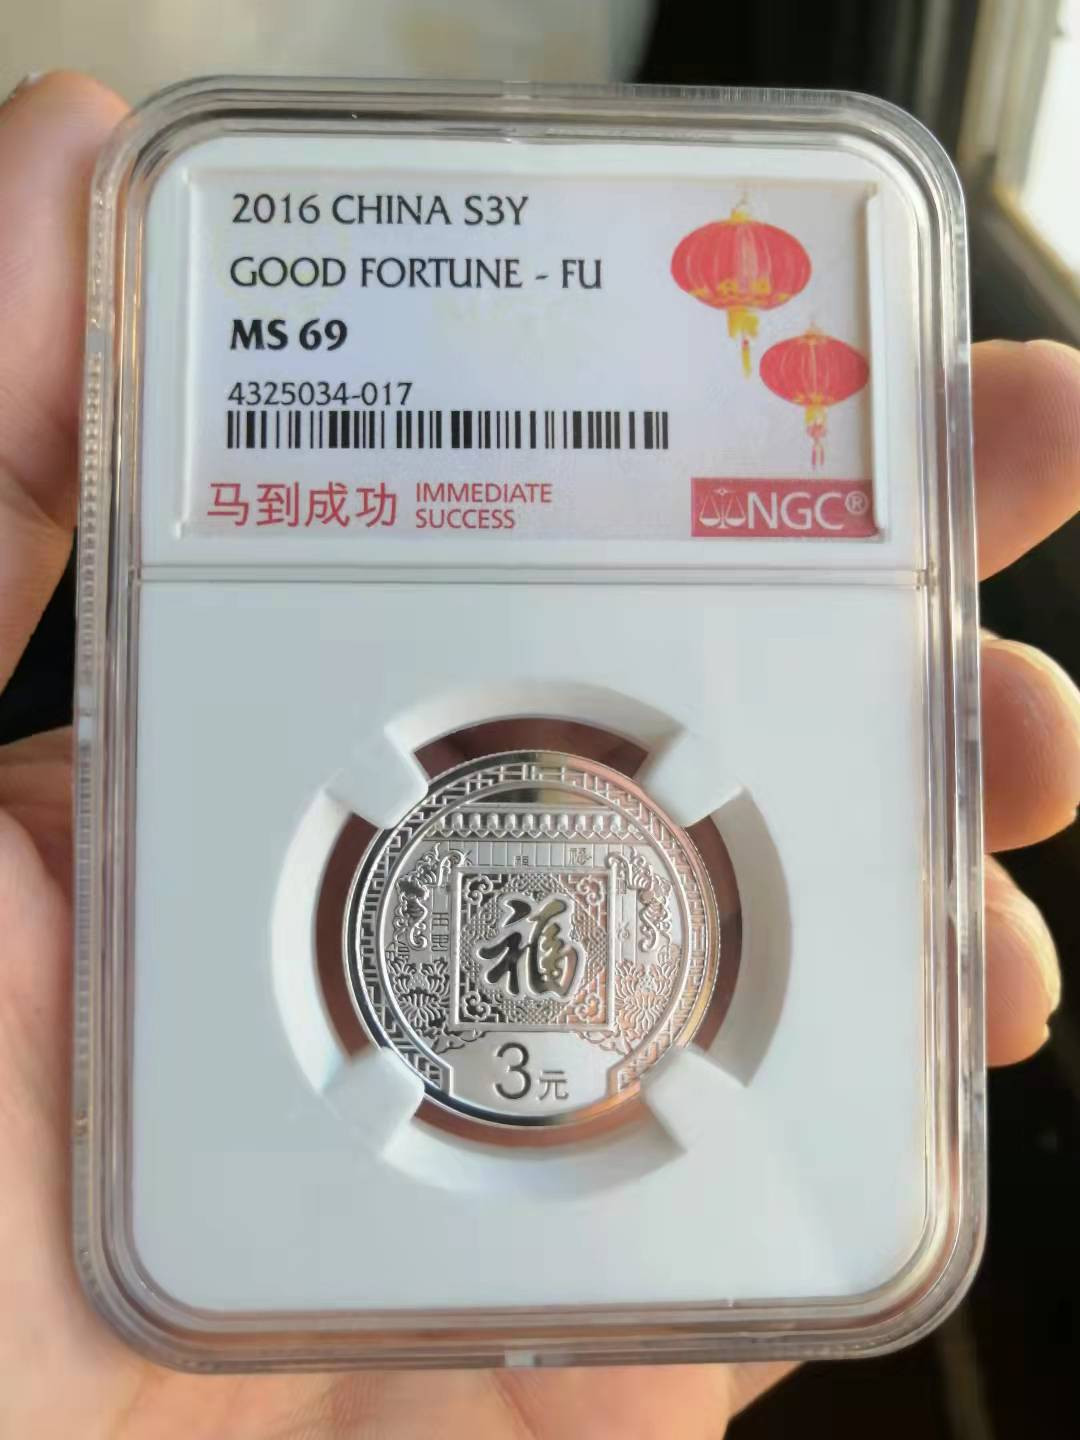 2016 CHINA S3Y
GOOD FORTUNE - FU
MS 69
4325034-017
马到成功 IMMEDIATE
SUCCESS
NGC®
福
3元